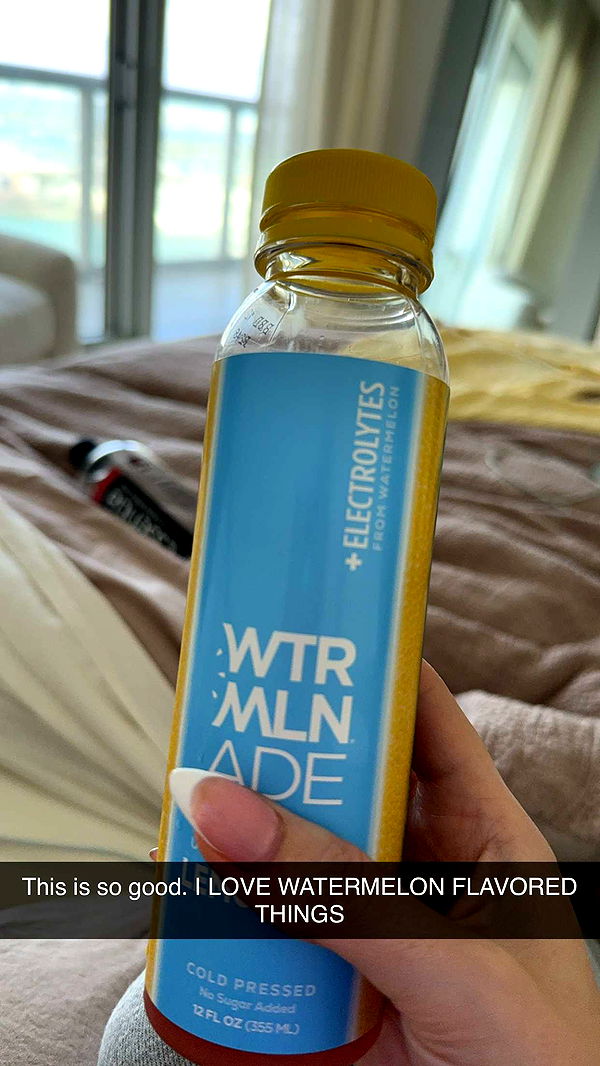 +ELECTROLYTES
FROM WATERMELON
WTR
MLN
ADE
This is so good. I LOVE WATERMELON FLAVORED
THINGS
COLD PRESSED
No Sugar Added
12 FL OZ (355 ML)